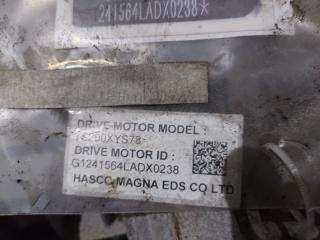 241564LADX0238*
DRIVE MOTOR MODEL :
DRIVE MOTOR ID :
G1241564LADX0238
HASCO MAGNA EDS CO LTD